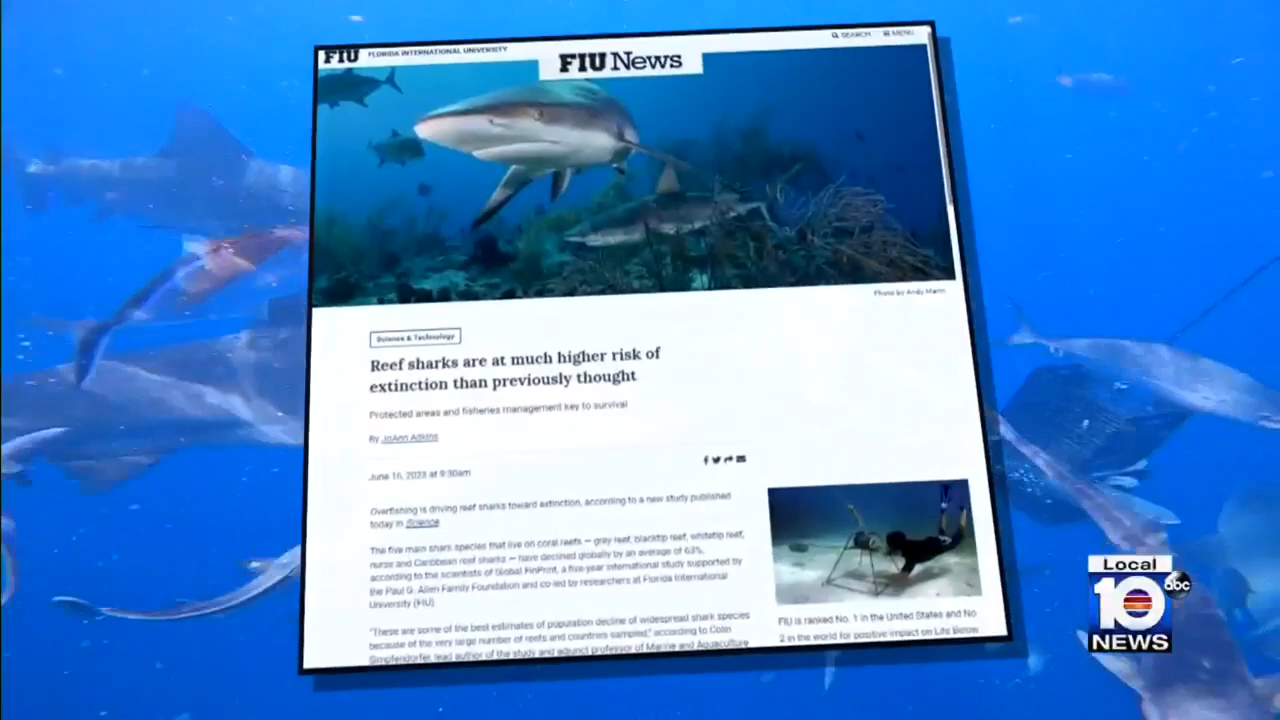 FIU FLORIDA INTERNATIONAL UNIVERSITY
SEARCH MENU
FIU News
Photo by Andy Mann
Science & Technology
Reef sharks are at much higher risk of
extinction than previously thought
Protected areas and fisheries management key to survival
By JoAnn Adkins
June 16, 2023 at 9:30am
Overfishing is driving reef sharks toward extinction, according to a new study published
today in Science.
The five main shark species that live on coral reefs — gray reef, blacktip reef, whitetip reef,
nurse and Caribbean reef sharks — have declined globally by an average of 63%,
according to the scientists of Global FinPrint, a five-year international study supported by
the Paul G. Allen Family Foundation and co-led by researchers at Florida International
University (FIU).
"These are some of the best estimates of population decline of widespread shark species
because of the very large number of reefs and countries sampled," according to Colin
Simpfendorfer, lead author of the study and adjunct professor of Marine and Aquaculture
FIU is ranked No. 1 in the United States and No.
2 in the world for positive impact on Life Below
Local
10 abc
NEWS